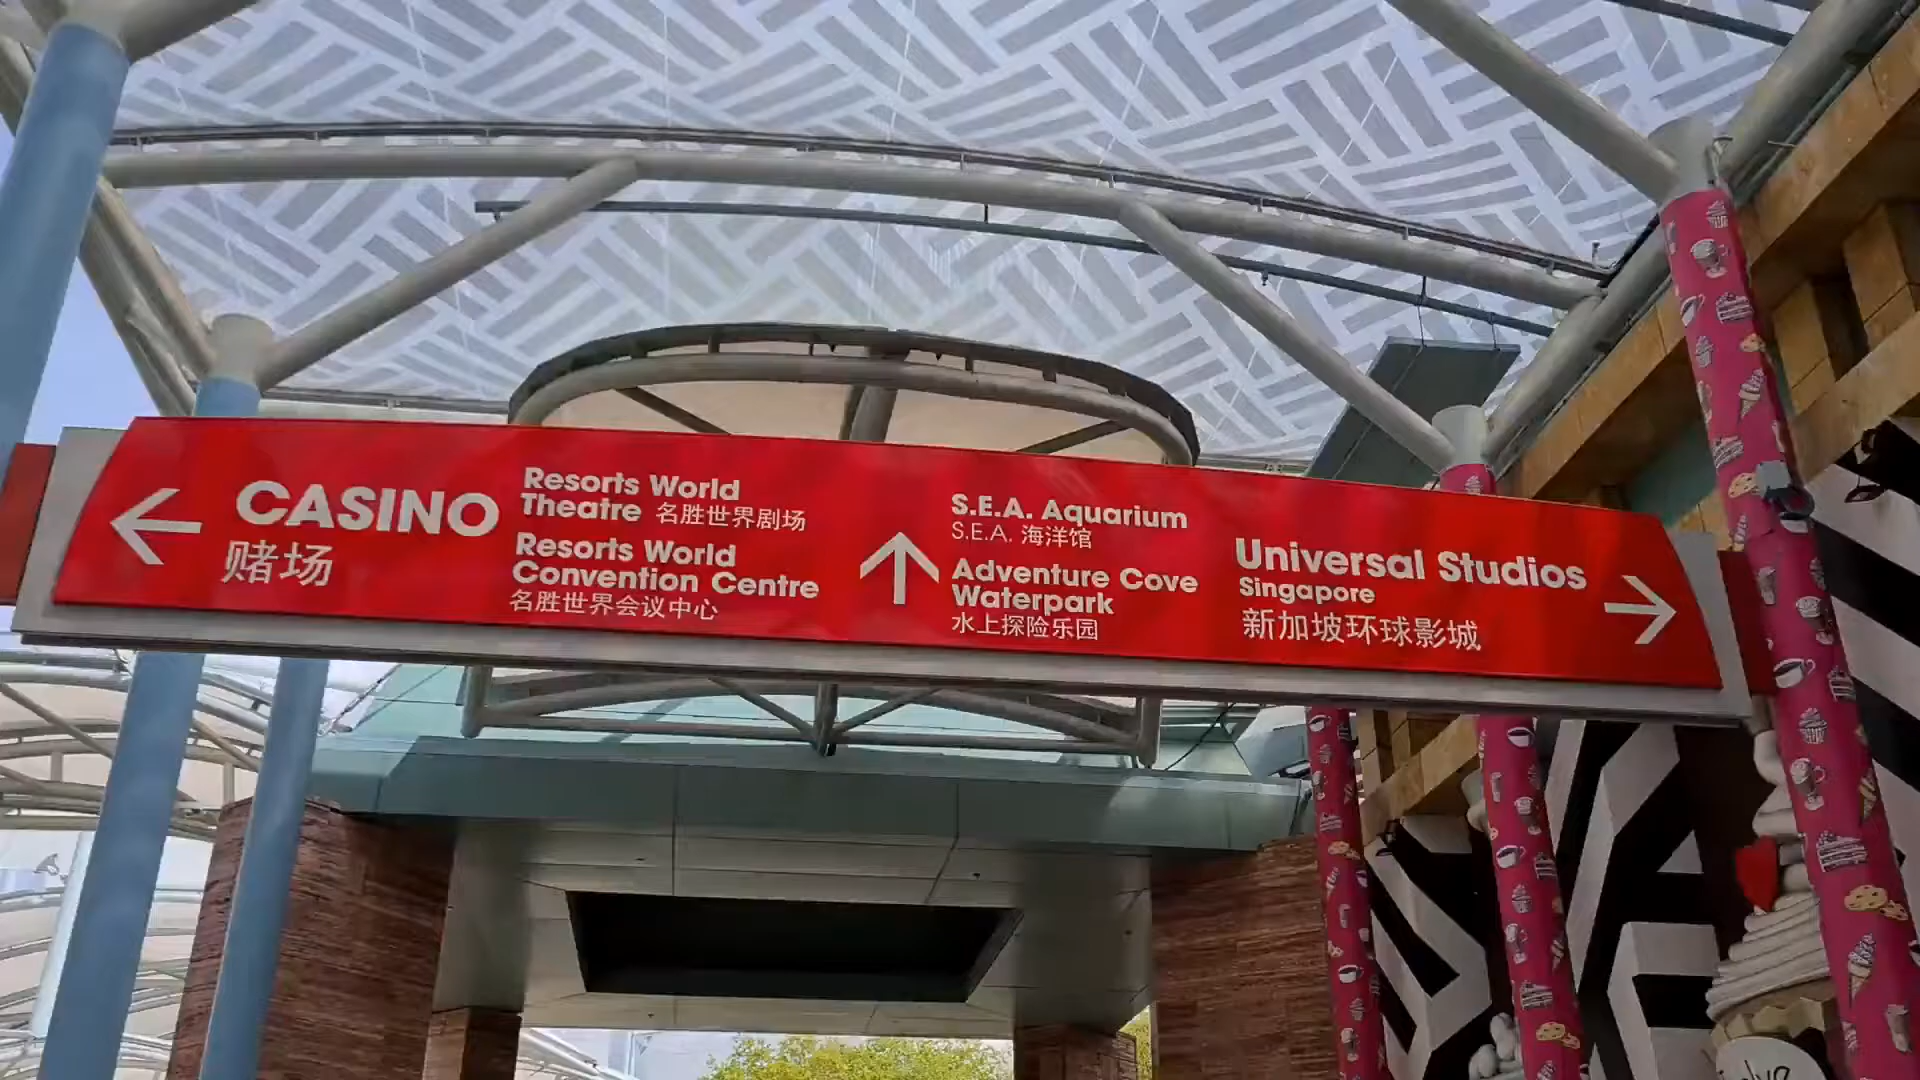 CASINO
赌场
Resorts World
Theatre 名胜世界剧场
Resorts World
Convention Centre
名胜世界会议中心
S.E.A. Aquarium
S.E.A. 海洋馆
Adventure Cove
Waterpark
水上探险乐园
Universal Studios
Singapore
新加坡环球影城